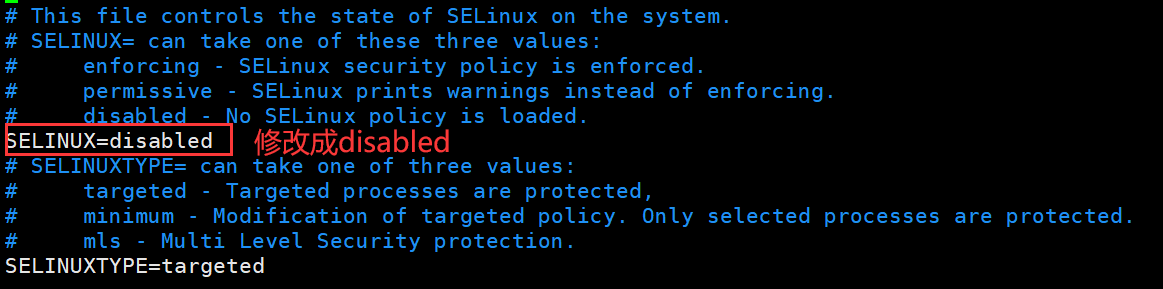 # This file controls the state of SELinux on the system.
# SELINUX= can take one of these three values:
#     enforcing - SELinux security policy is enforced.
#     permissive - SELinux prints warnings instead of enforcing.
#     disabled - No SELinux policy is loaded.
SELINUX=disabled 修改成disabled
# SELINUXTYPE= can take one of three values:
#     targeted - Targeted processes are protected,
#     minimum - Modification of targeted policy. Only selected processes are protected.
#     mls - Multi Level Security protection.
SELINUXTYPE=targeted